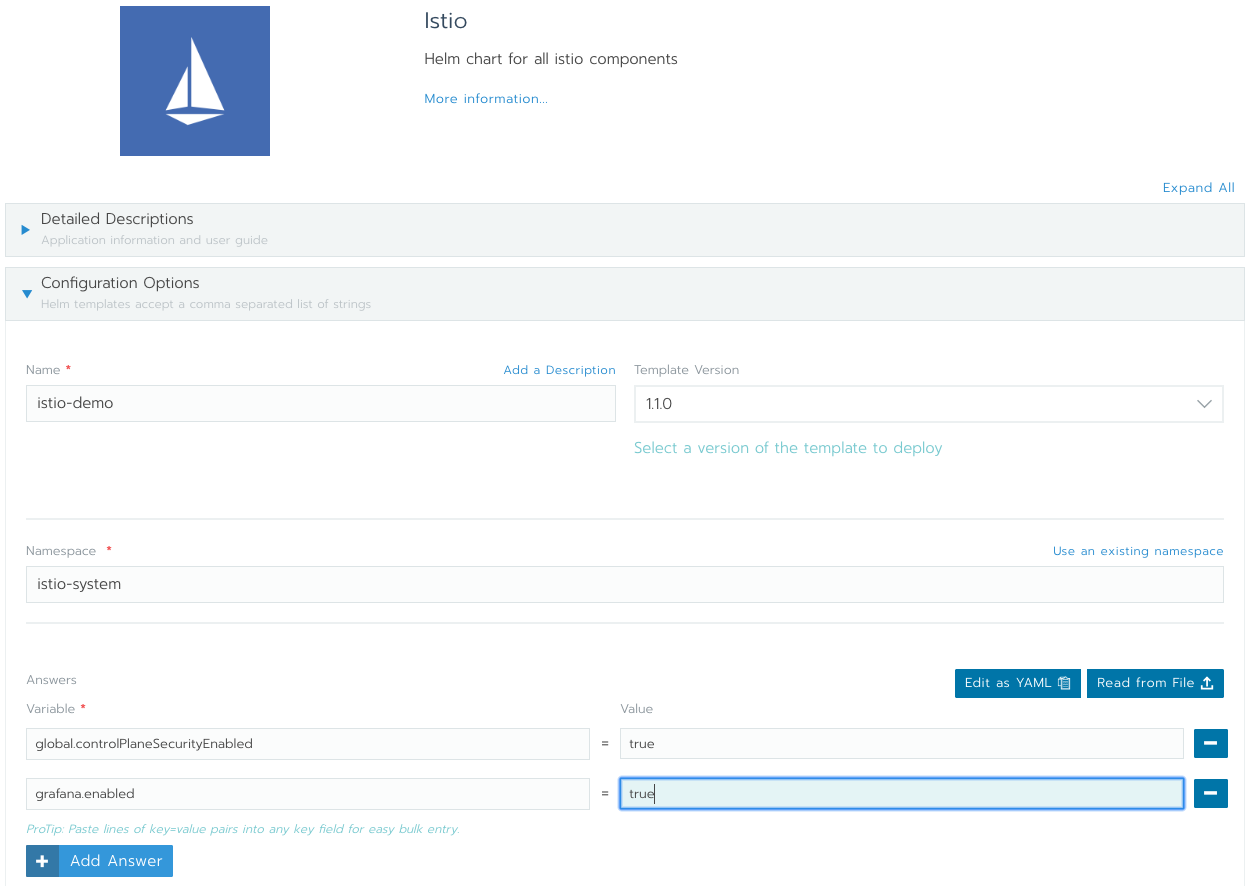 Istio
Helm chart for all istio components
More information...
Expand All
Detailed Descriptions
Application information and user guide
Configuration Options
Helm templates accept a comma separated list of strings
Name *
Add a Description
istio-demo
Template Version
1.1.0
Select a version of the template to deploy
Namespace *
Use an existing namespace
istio-system
Answers
Edit as YAML
Read from File
Variable *
Value
global.controlPlaneSecurityEnabled = true
grafana.enabled = true
ProTip: Paste lines of key=value pairs into any key field for easy bulk entry.
Add Answer